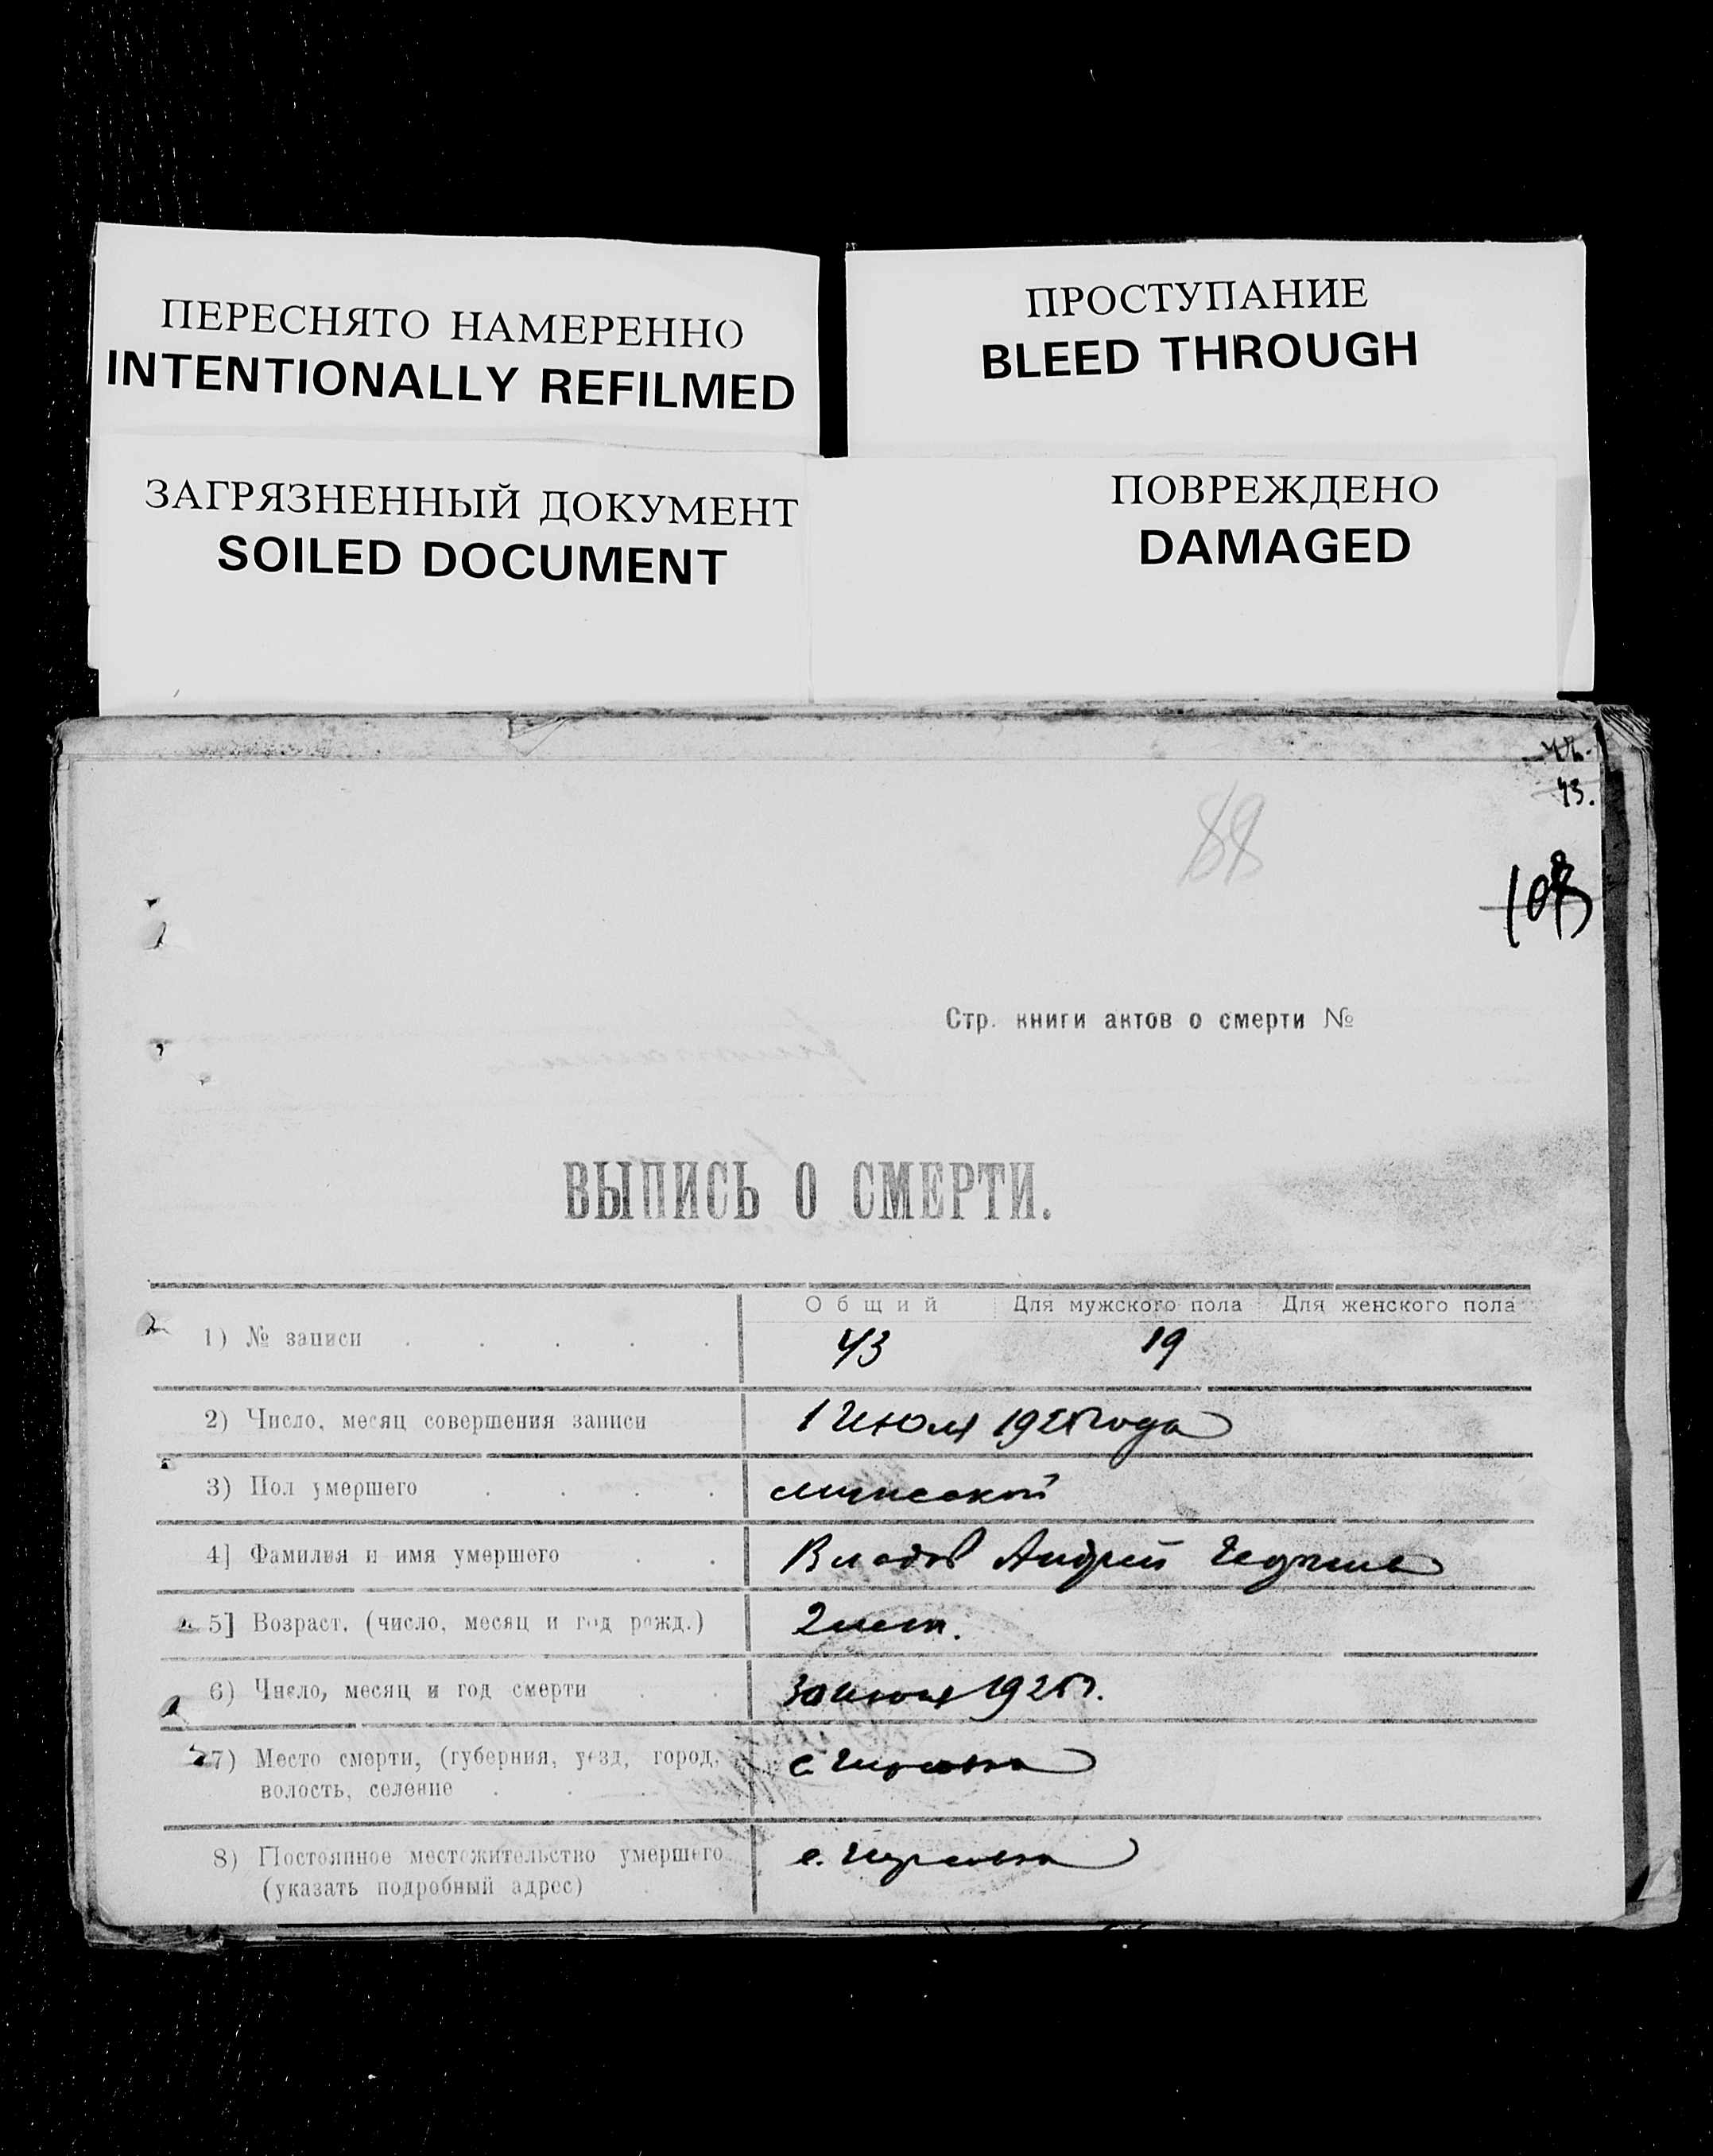 ПЕРЕСНЯТО НАМЕРЕННО
INTENTIONALLY REFILMED
ПРОСТУПАНИЕ
BLEED THROUGH
ЗАГРЯЗНЕННЫЙ ДОКУМЕНТ
SOILED DOCUMENT
ПОВРЕЖДЕНО
DAMAGED
43.
88
Стр. книги актов о смерти №
ВЫПИСЬ О СМЕРТИ.
Общий Для мужского пола Для женского пола
1) № записи 43 19
2) Число, месяц совершения записи 1 Июля года
3) Пол умершего мужской
4] Фамилия и имя умершего Андрей
5] Возраст, (число, месяц и год рожд.) 2 лет.
6) Число, месяц и год смерти 30 июня
7) Место смерти, (губерния, уезд, город, с.
волость, селение
8) Постоянное местожительство умершего с.
(указать подробный адрес)